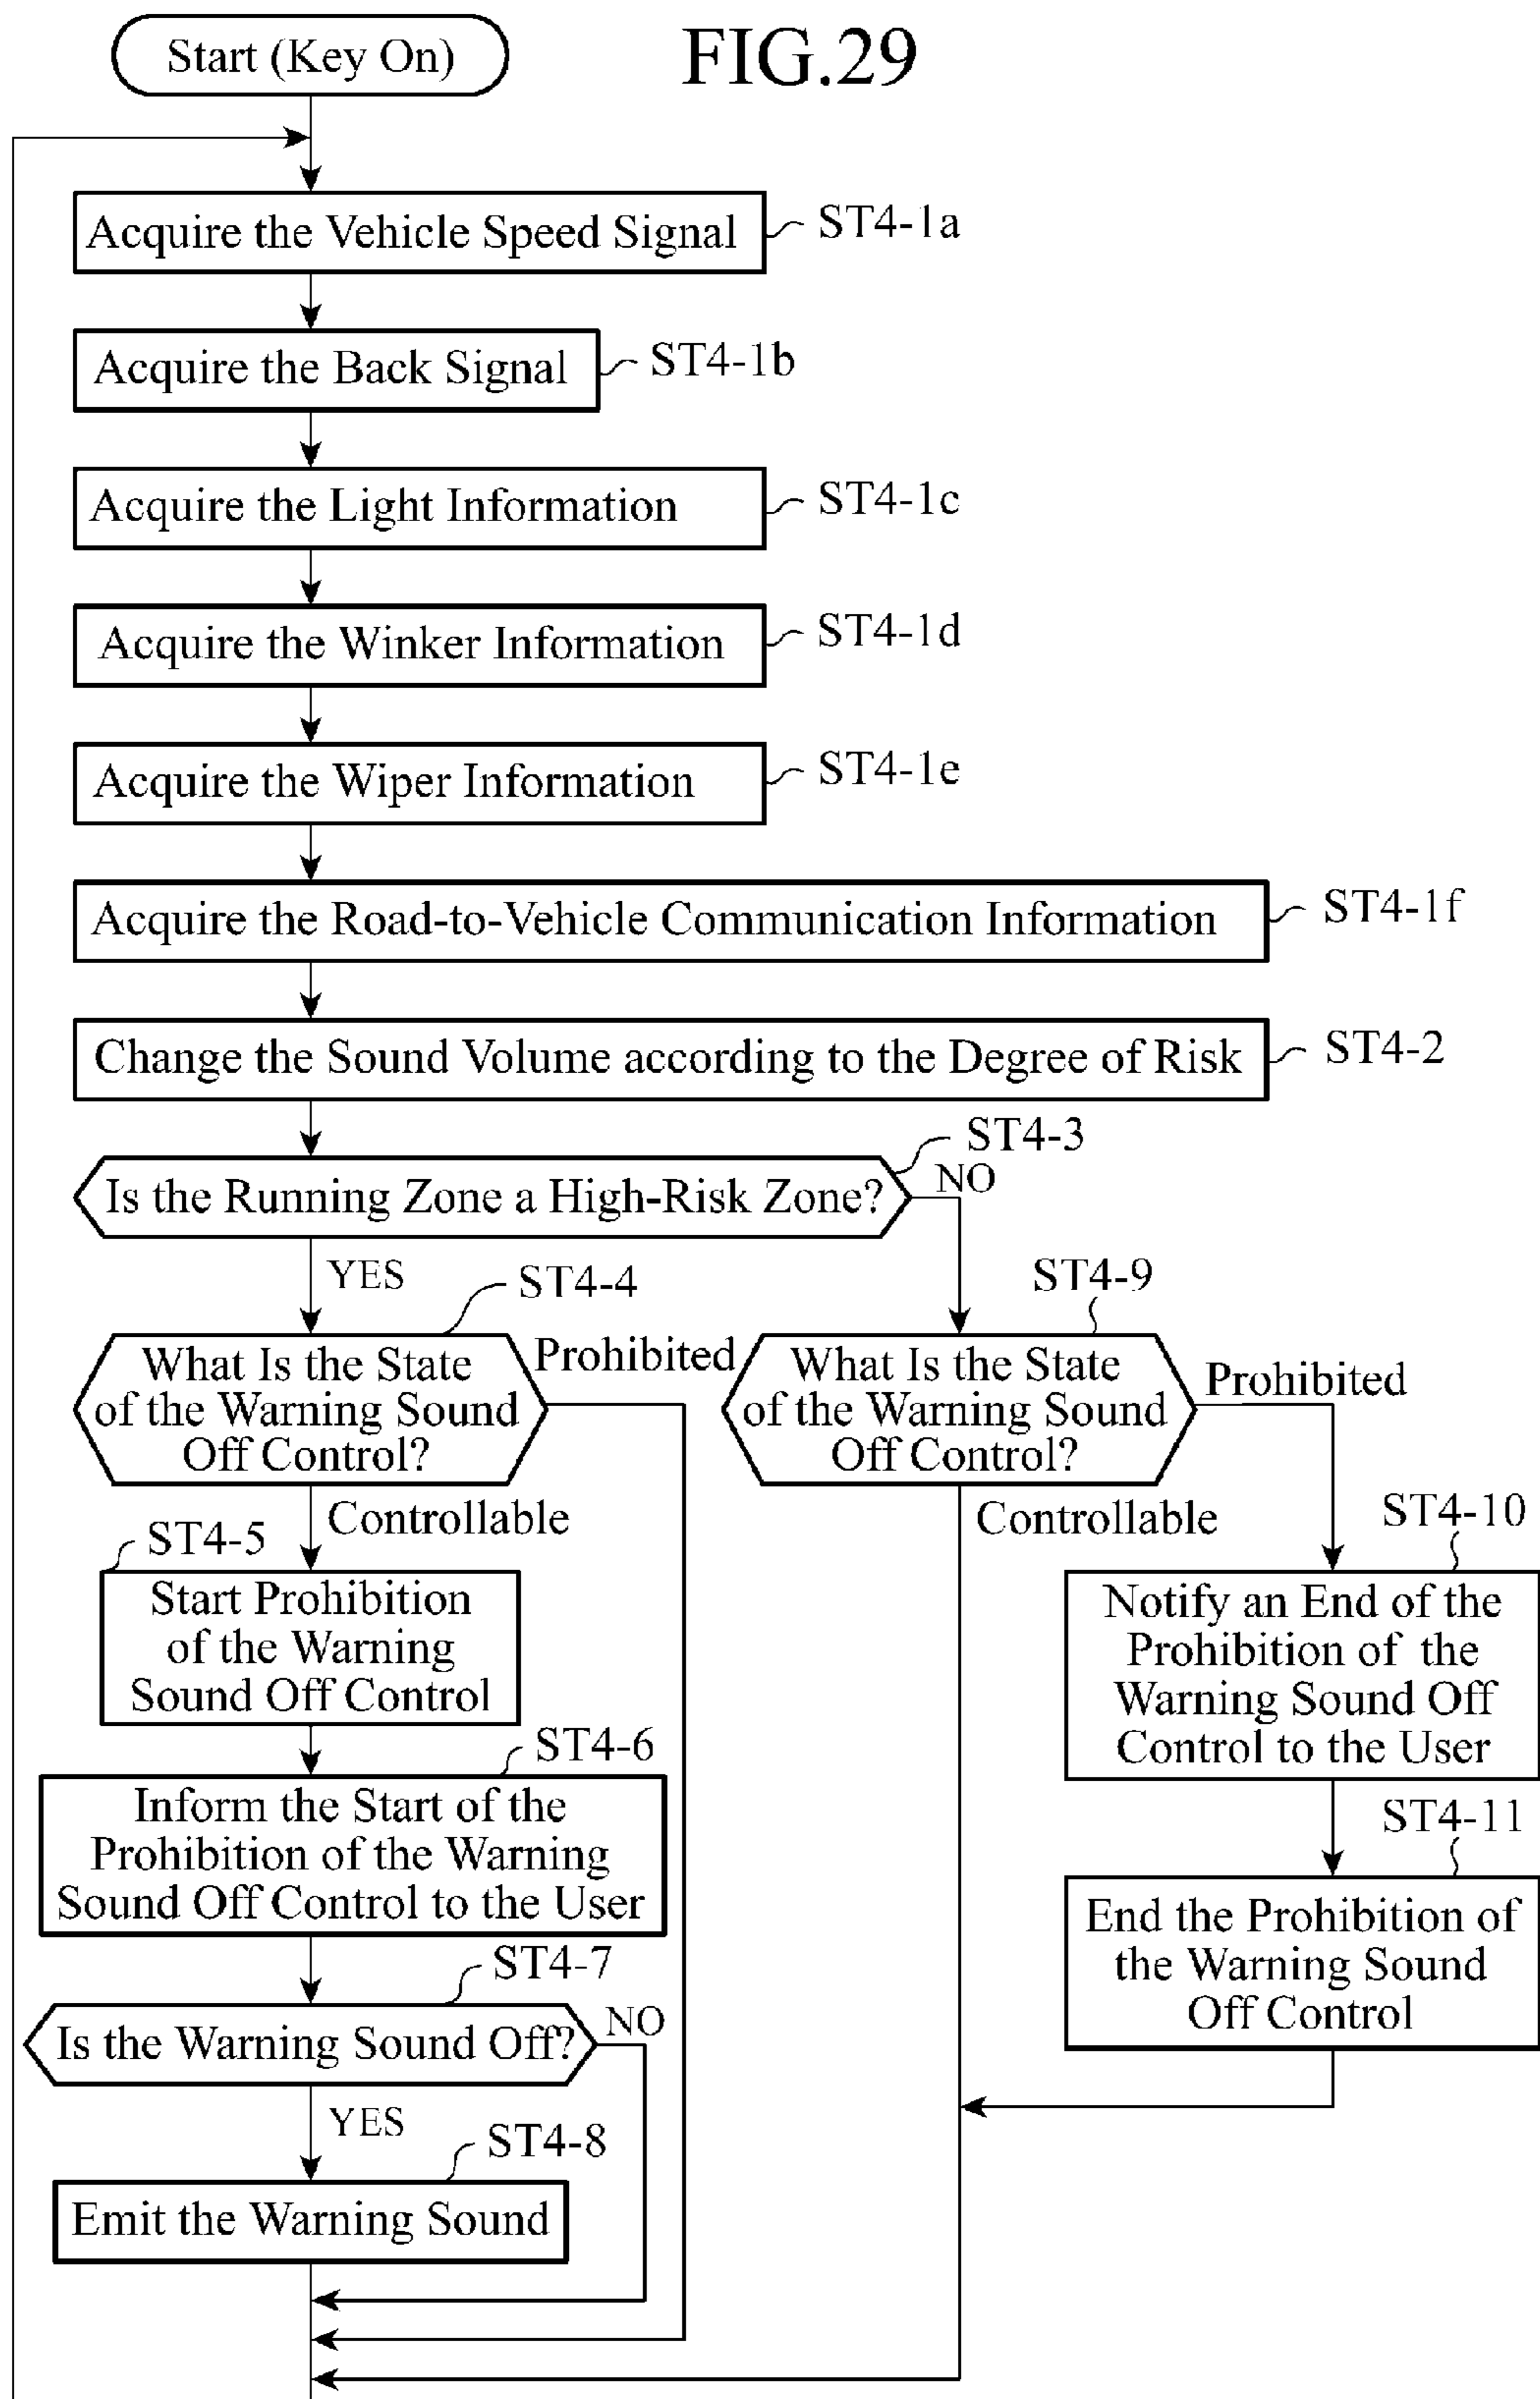 Start (Key On)
FIG.29
Acquire the Vehicle Speed Signal
ST4-1a
Acquire the Back Signal
ST4-1b
Acquire the Light Information
ST4-1c
Acquire the Winker Information
ST4-1d
Acquire the Wiper Information
ST4-1e
Acquire the Road-to-Vehicle Communication Information
ST4-1f
Change the Sound Volume according to the Degree of Risk
ST4-2
ST4-3
Is the Running Zone a High-Risk Zone?
NO
YES
ST4-4
What Is the State
of the Warning Sound
Off Control?
Prohibited
Controllable
ST4-9
What Is the State
of the Warning Sound
Off Control?
Prohibited
Controllable
ST4-5
Start Prohibition
of the Warning
Sound Off Control
ST4-10
Notify an End of the
Prohibition of the
Warning Sound Off
Control to the User
ST4-6
Inform the Start of the
Prohibition of the Warning
Sound Off Control to the User
ST4-11
End the Prohibition of
the Warning Sound
Off Control
ST4-7
Is the Warning Sound Off?
NO
YES
ST4-8
Emit the Warning Sound